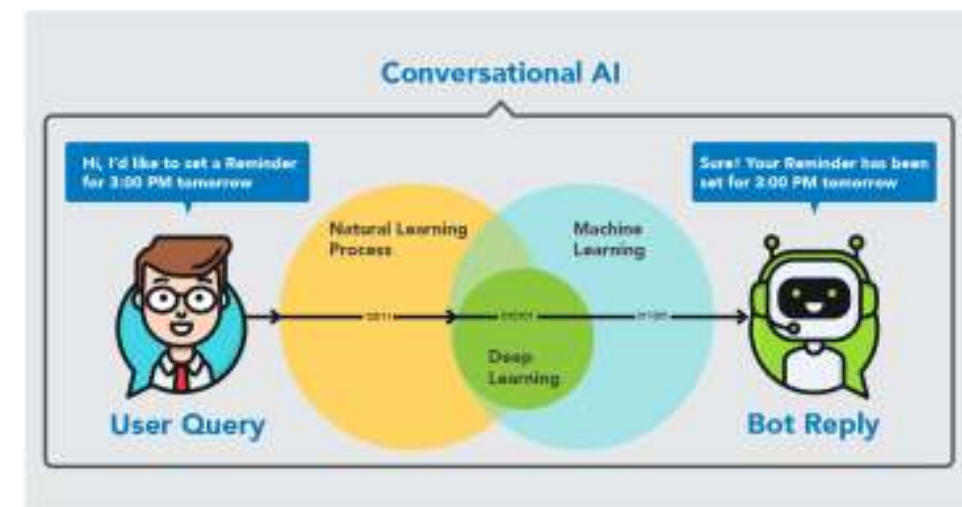 Conversational AI
Hi, I'd like to set a Reminder
for 3:00 PM tomorrow
Sure! Your Reminder has been
set for 3:00 PM tomorrow
Natural Learning
Process
Machine
Learning
Deep
Learning
User Query
Bot Reply